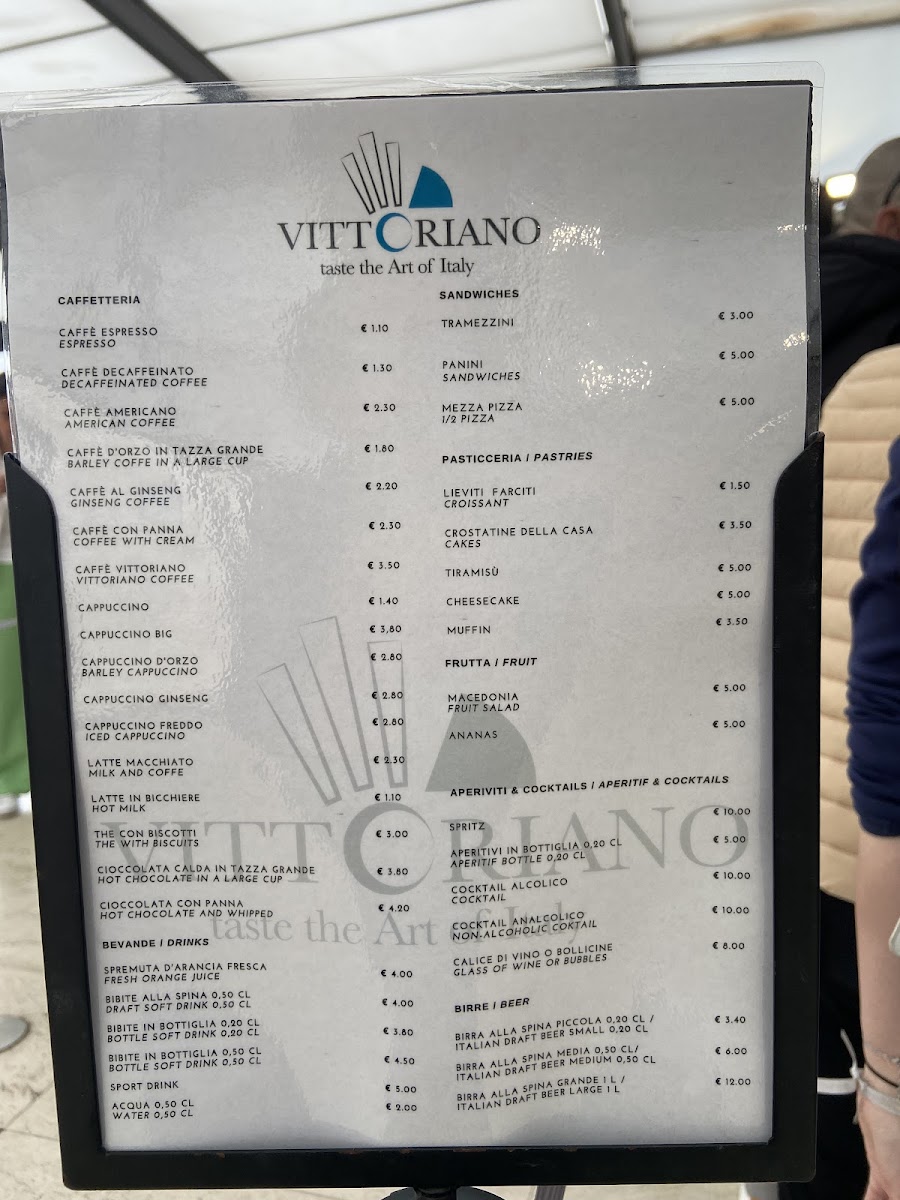 VITTORIANO
taste the Art of Italy
CAFFETTERIA
CAFFÈ ESPRESSO € 1.10
ESPRESSO
CAFFÈ DECAFFEINATO € 1.30
DECAFFEINATED COFFEE
CAFFÈ AMERICANO € 2.30
AMERICAN COFFEE
CAFFÈ D'ORZO IN TAZZA GRANDE € 1.80
BARLEY COFFE IN A LARGE CUP
CAFFÈ AL GINSENG € 2.20
GINSENG COFFEE
CAFFÈ CON PANNA € 2.30
COFFEE WITH CREAM
CAFFÈ VITTORIANO € 3.50
VITTORIANO COFFEE
CAPPUCCINO € 1.40
CAPPUCCINO BIG € 3,80
CAPPUCCINO D'ORZO € 2.80
BARLEY CAPPUCCINO
CAPPUCCINO GINSENG € 2.80
CAPPUCCINO FREDDO € 2.80
ICED CAPPUCCINO
LATTE MACCHIATO € 2.30
MILK AND COFFE
LATTE IN BICCHIERE € 1.10
HOT MILK
THE CON BISCOTTI € 3.00
THE WITH BISCUITS
CIOCCOLATA CALDA IN TAZZA GRANDE € 3.80
HOT CHOCOLATE IN A LARGE CUP
CIOCCOLATA CON PANNA € 4.20
HOT CHOCOLATE AND WHIPPED
BEVANDE / DRINKS
SPREMUTA D'ARANCIA FRESCA € 4.00
FRESH ORANGE JUICE
BIBITE ALLA SPINA 0,50 CL € 4.00
DRAFT SOFT DRINK 0.50 CL
BIBITE IN BOTTIGLIA 0,20 CL € 3.80
BOTTLE SOFT DRINK 0,20 CL
BIBITE IN BOTTIGLIA 0,50 CL € 4.50
BOTTLE SOFT DRINK 0,50 CL
SPORT DRINK € 5.00
ACQUA 0,50 CL € 2.00
WATER 0,50 CL
SANDWICHES
TRAMEZZINI € 3.00
PANINI € 5.00
SANDWICHES
MEZZA PIZZA € 5.00
1/2 PIZZA
PASTICCERIA / PASTRIES
LIEVITI FARCITI € 1.50
CROISSANT
CROSTATINE DELLA CASA € 3.50
CAKES
TIRAMISÙ € 5.00
CHEESECAKE € 5.00
MUFFIN € 3.50
FRUTTA / FRUIT
MACEDONIA € 5.00
FRUIT SALAD
ANANAS € 5.00
APERIVITI & COCKTAILS / APERITIF & COCKTAILS
SPRITZ € 10.00
APERITIVI IN BOTTIGLIA 0,20 CL € 5.00
APERITIF BOTTLE 0,20 CL
COCKTAIL ALCOLICO € 10.00
COCKTAIL
COCKTAIL ANALCOLICO € 10.00
NON-ALCOHOLIC COKTAIL
CALICE DI VINO O BOLLICINE € 8.00
GLASS OF WINE OR BUBBLES
BIRRE / BEER
BIRRA ALLA SPINA PICCOLA 0,20 CL / € 3.40
ITALIAN DRAFT BEER SMALL 0,20 CL
BIRRA ALLA SPINA MEDIA 0,50 CL/ € 6.00
ITALIAN DRAFT BEER MEDIUM 0,50 CL
BIRRA ALLA SPINA GRANDE 1 L / € 12.00
ITALIAN DRAFT BEER LARGE 1 L
VITTORIANO
taste the Art of Italy